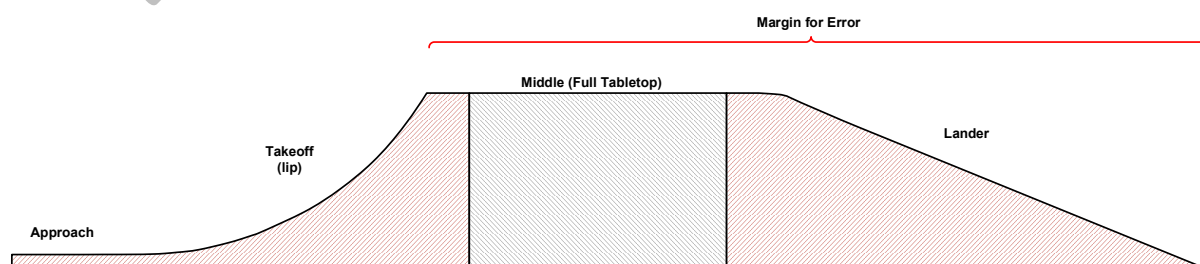 Margin for Error
Middle (Full Tabletop)
Takeoff
(lip)
Lander
Approach